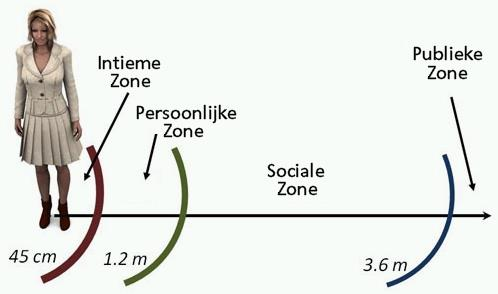 Intieme
Zone
Persoonlijke
Zone
Sociale
Zone
Publieke
Zone
45 cm
1.2 m
3.6 m